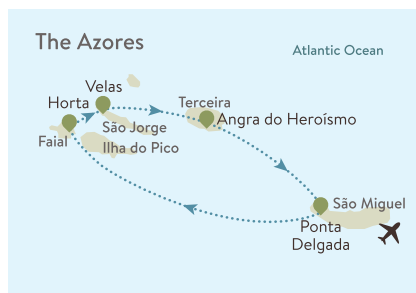 The Azores
Atlantic Ocean
Velas
Horta
Terceira
Angra do Heroísmo
São Jorge
Faial
Ilha do Pico
São Miguel
Ponta
Delgada